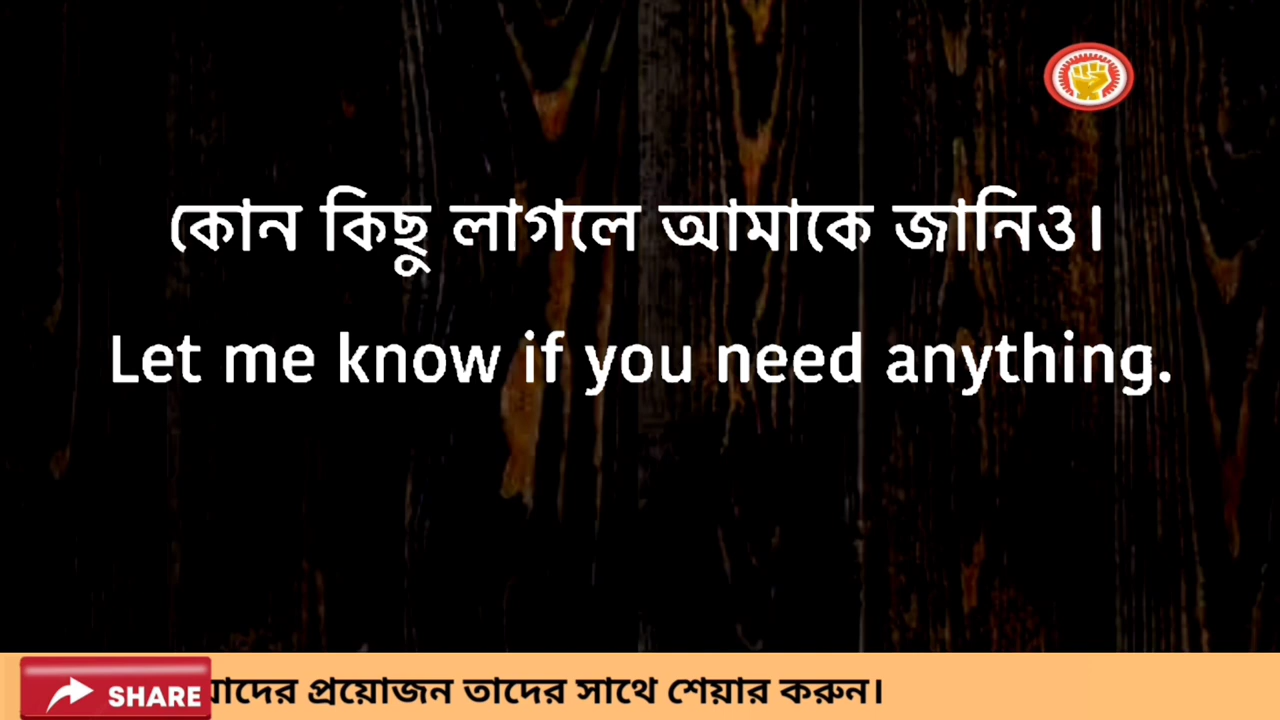 কোন কিছু লাগলে আমাকে জানিও।
Let me know if you need anything.
SHARE প্রয়োজন তাদের সাথে শেয়ার করুন।